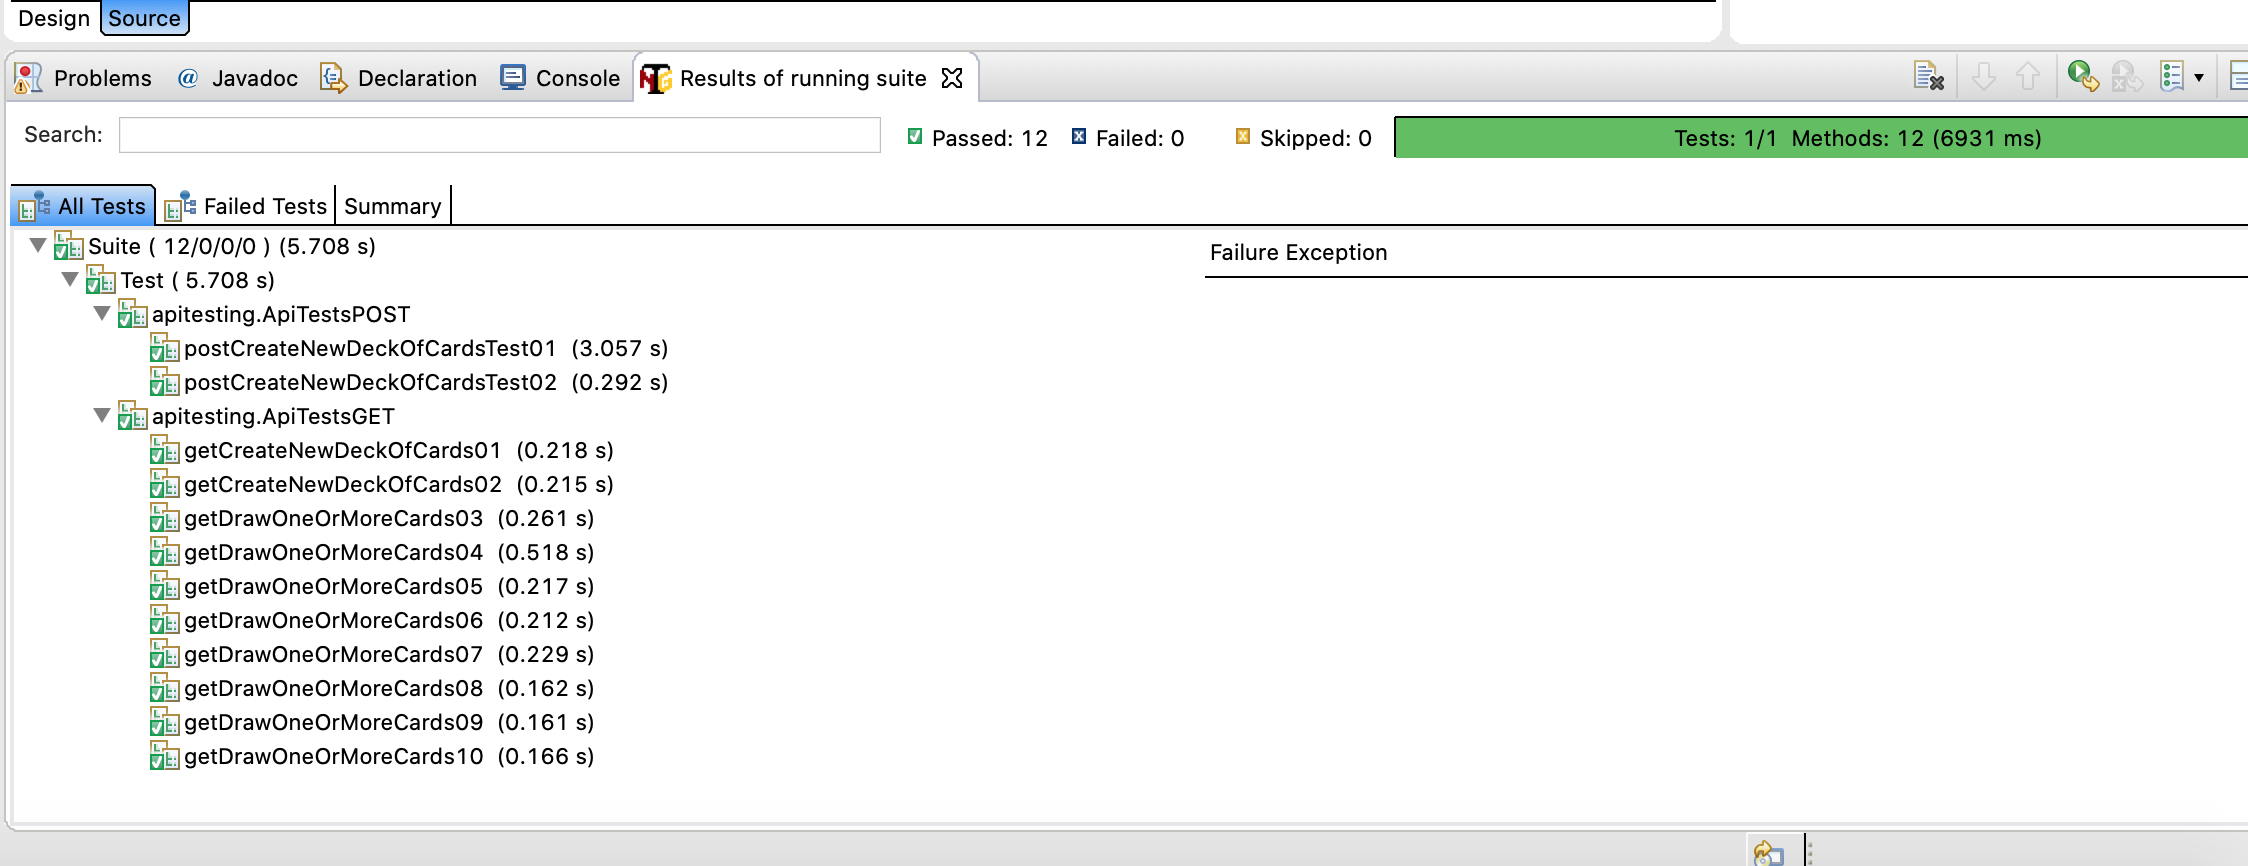 Design Source
Problems @ Javadoc Declaration Console Results of running suite
Search: Passed: 12 Failed: 0 Skipped: 0 Tests: 1/1 Methods: 12 (6931 ms)
All Tests Failed Tests Summary
Suite ( 12/0/0/0 ) (5.708 s)
Failure Exception
Test ( 5.708 s)
apitesting.ApiTestsPOST
postCreateNewDeckOfCardsTest01 (3.057 s)
postCreateNewDeckOfCardsTest02 (0.292 s)
apitesting.ApiTestsGET
getCreateNewDeckOfCards01 (0.218 s)
getCreateNewDeckOfCards02 (0.215 s)
getDrawOneOrMoreCards03 (0.261 s)
getDrawOneOrMoreCards04 (0.518 s)
getDrawOneOrMoreCards05 (0.217 s)
getDrawOneOrMoreCards06 (0.212 s)
getDrawOneOrMoreCards07 (0.229 s)
getDrawOneOrMoreCards08 (0.162 s)
getDrawOneOrMoreCards09 (0.161 s)
getDrawOneOrMoreCards10 (0.166 s)